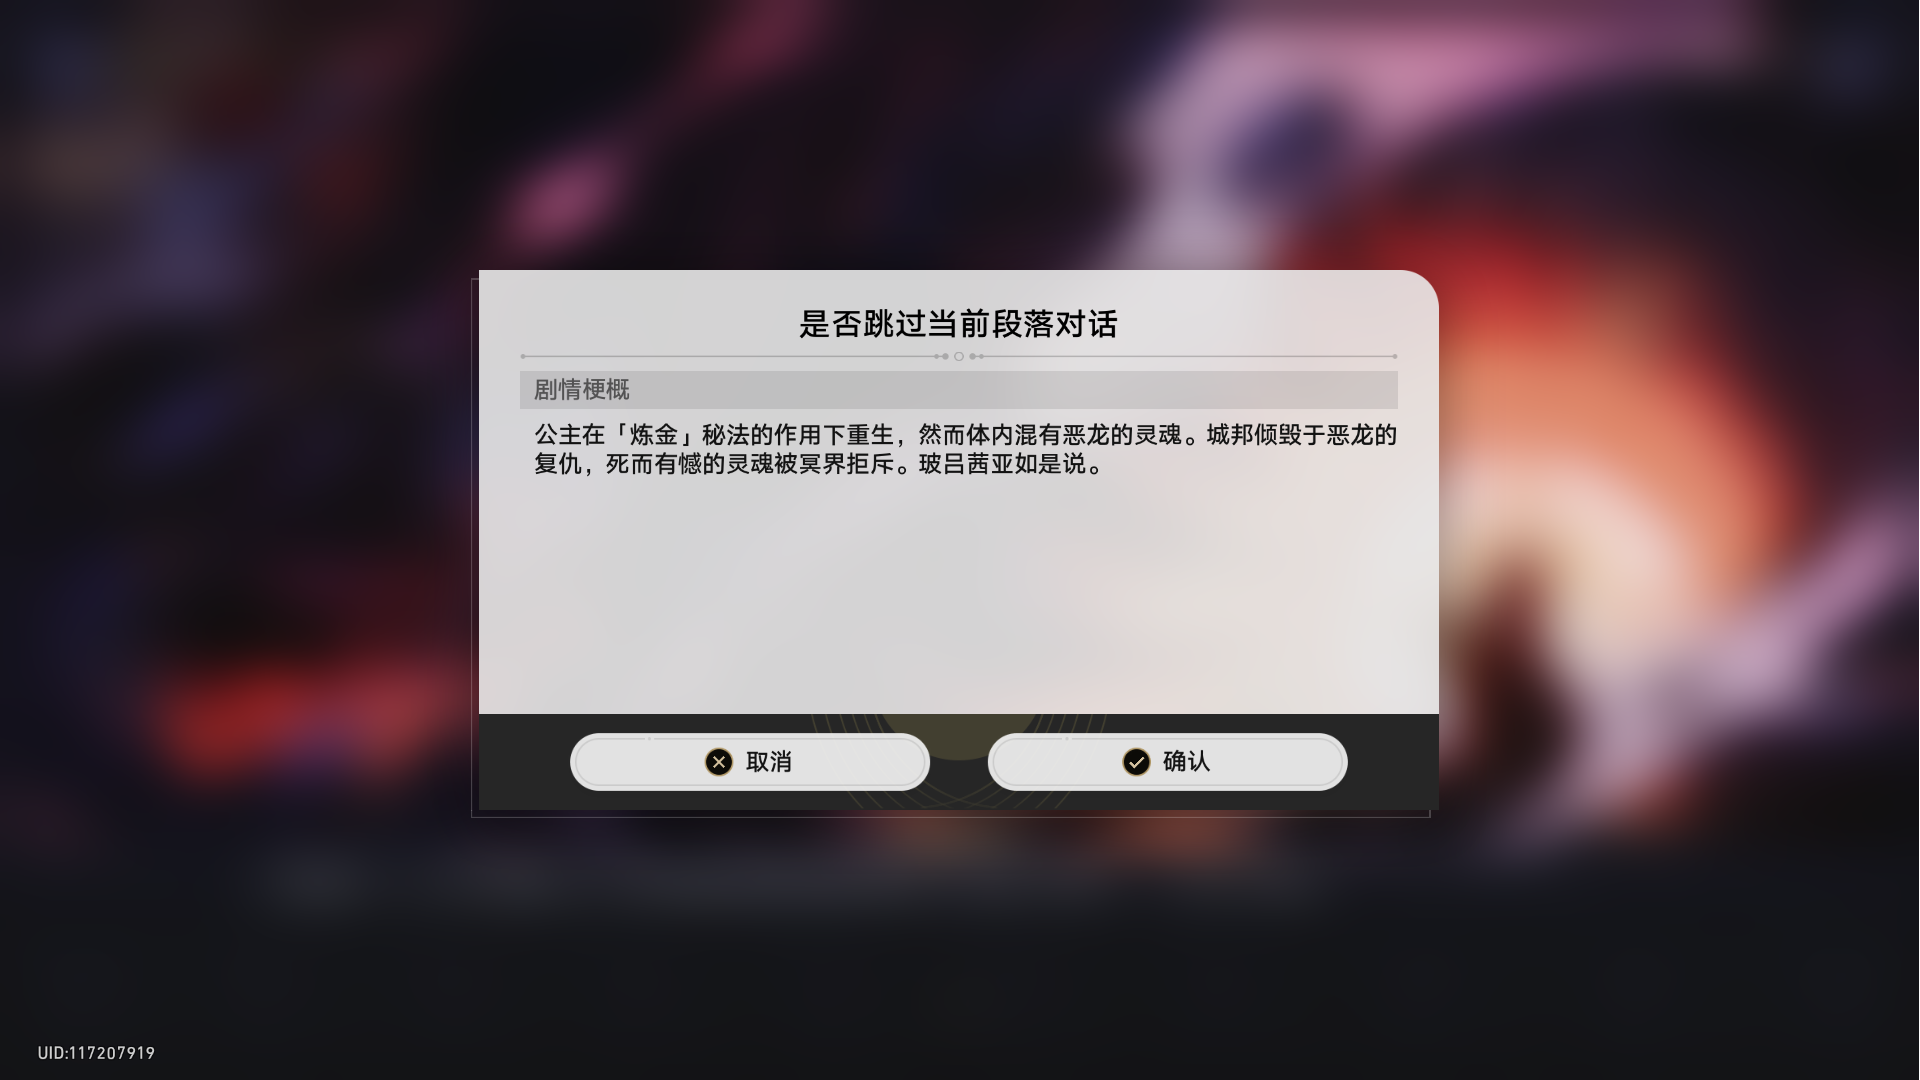 是否跳过当前段落对话
剧情梗概
公主在「炼金」秘法的作用下重生，然而体内混有恶龙的灵魂。城邦倾毁于恶龙的
复仇，死而有憾的灵魂被冥界拒斥。玻吕茜亚如是说。
取消
确认
UID:117207919